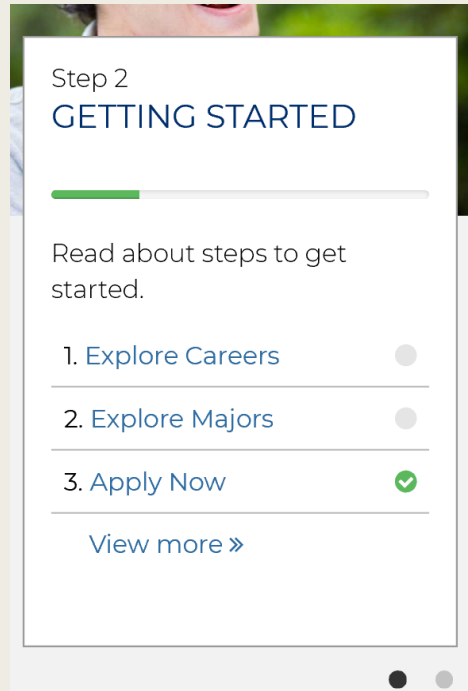 Step 2
GETTING STARTED
Read about steps to get
started.
1. Explore Careers
2. Explore Majors
3. Apply Now
View more »